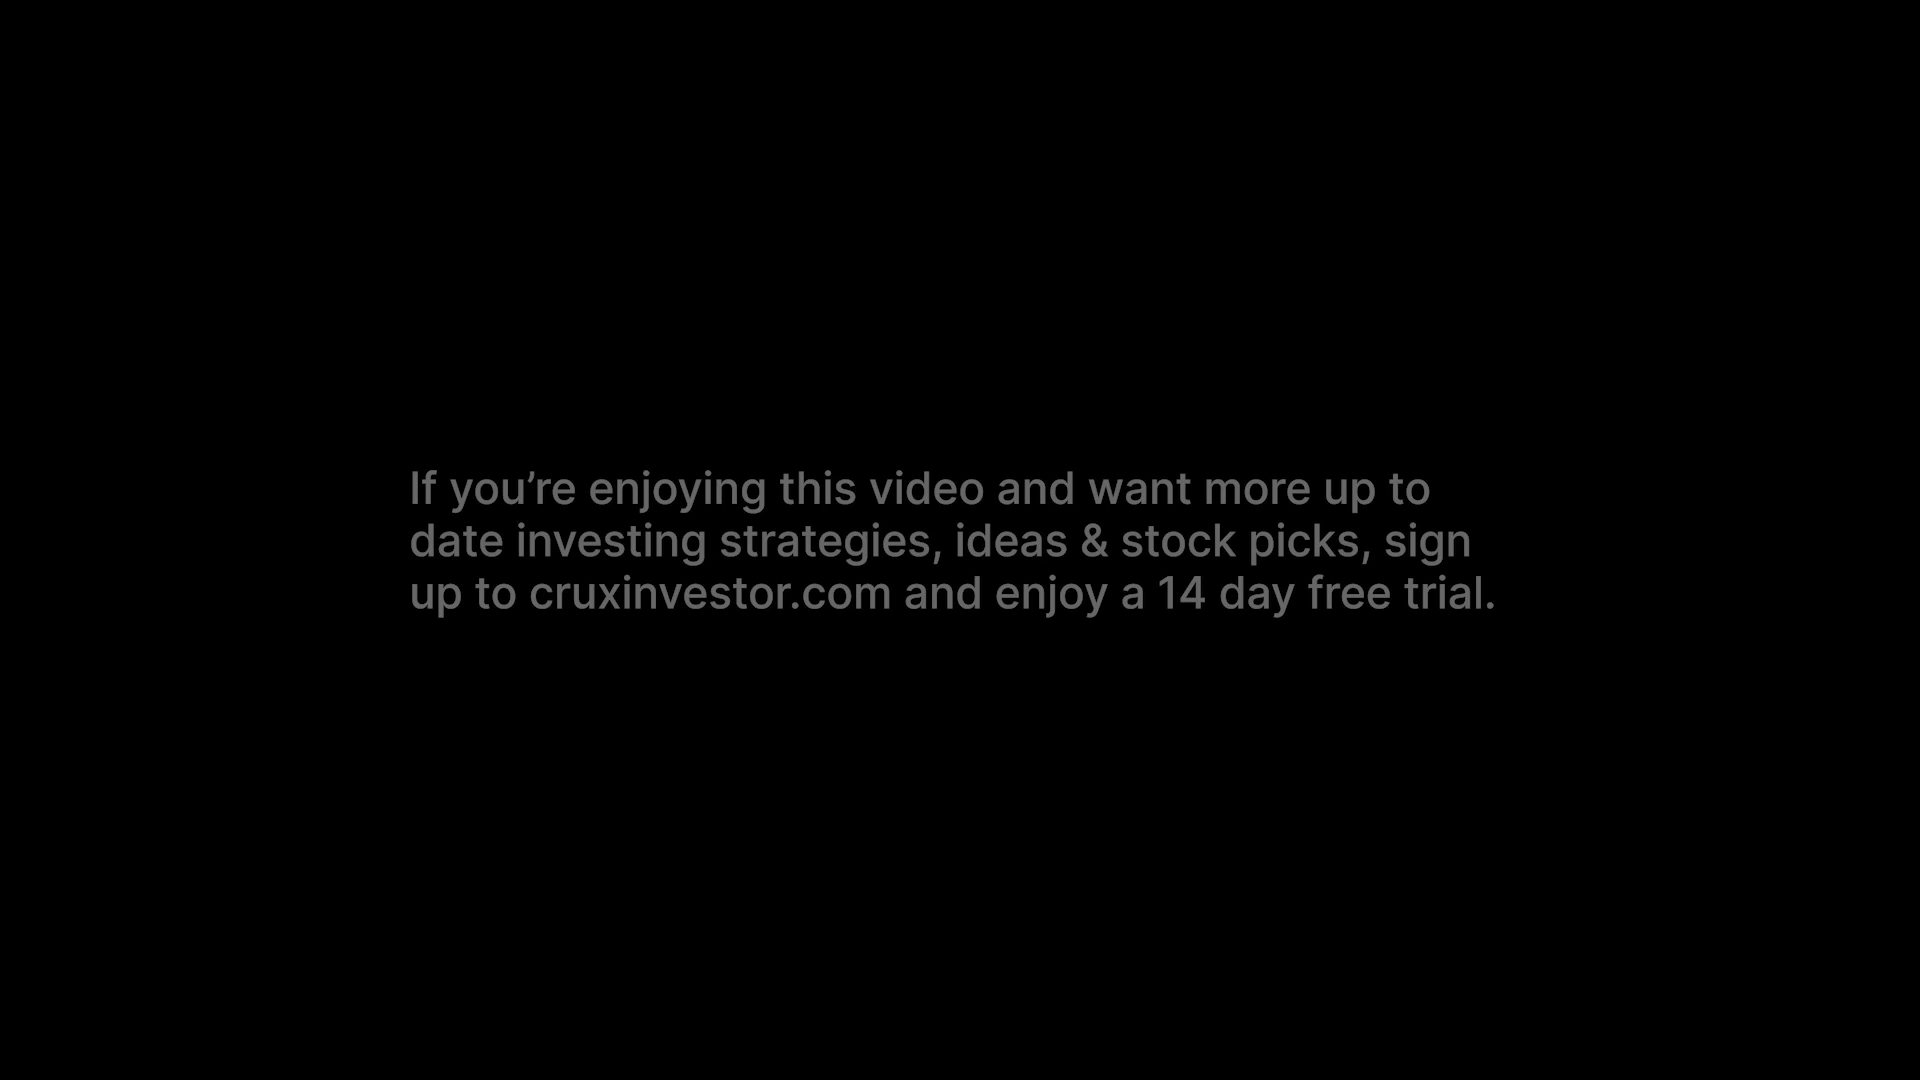 If you’re enjoying this video and want more up to
date investing strategies, ideas & stock picks, sign
up to cruxinvestor.com and enjoy a 14 day free trial.